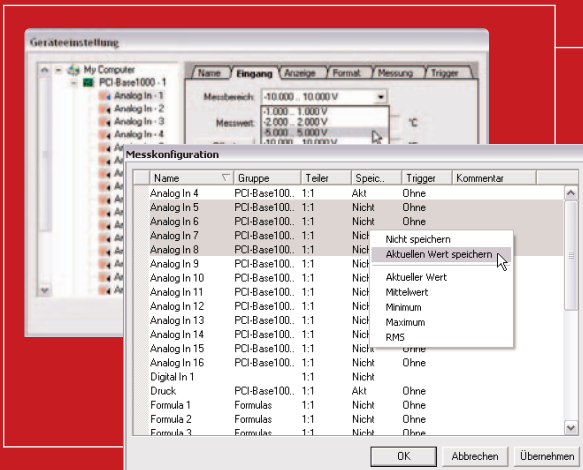 Geräteeinstellung
My Computer
PCI-Base1000 - 1
Analog In - 1
Analog In - 2
Analog In - 3
Analog In - 4
Name Eingang Anzeige Format Messung Trigger
Messbereich: -10.000 .. 10.000 V
-1.000 .. 1.000 V
Messwert -2.000 .. 2.000 V °C
-5.000 .. 5.000 V
-10.000 .. 10.000 V
Messkonfiguration
Name Gruppe Teiler Speic.. Trigger Kommentar
Analog In 4 PCI-Base100.. 1:1 Akt Ohne
Analog In 5 PCI-Base100.. 1:1 Nicht Ohne
Analog In 6 PCI-Base100.. 1:1 Nicht Ohne
Analog In 7 PCI-Base100.. 1:1
Analog In 8 PCI-Base100.. 1:1
Analog In 9 PCI-Base100.. 1:1
Analog In 10 PCI-Base100.. 1:1
Analog In 11 PCI-Base100.. 1:1
Analog In 12 PCI-Base100.. 1:1
Analog In 13 PCI-Base100.. 1:1
Analog In 14 PCI-Base100.. 1:1
Analog In 15 PCI-Base100.. 1:1 Nicht Ohne
Analog In 16 PCI-Base100.. 1:1 Nicht Ohne
Digital In 1 1:1 Nicht
Druck PCI-Base100.. 1:1 Akt Ohne
Formula 1 Formulas 1:1 Nicht Ohne
Formula 2 Formulas 1:1 Nicht Ohne
Formula 3 Formulas 1:1 Nicht Ohne
Nicht speichern
Aktuellen Wert speichern
Aktueller Wert
Mittelwert
Minimum
Maximum
RMS
OK Abbrechen Übernehmen